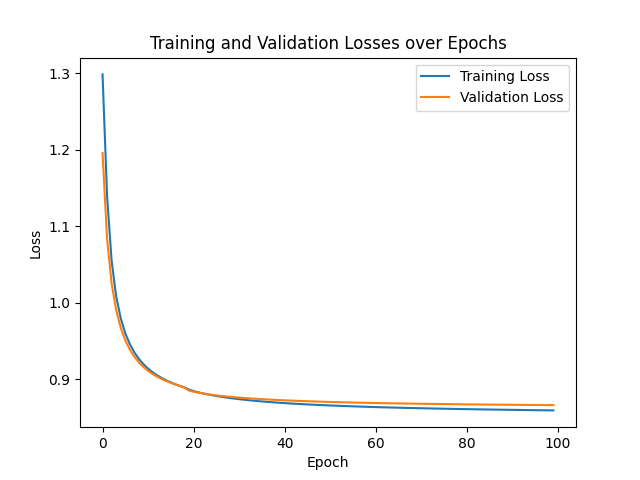 Training and Validation Losses over Epochs
Training Loss
Validation Loss
1.3
1.2
1.1
1.0
0.9
Loss
0
20
40
60
80
100
Epoch